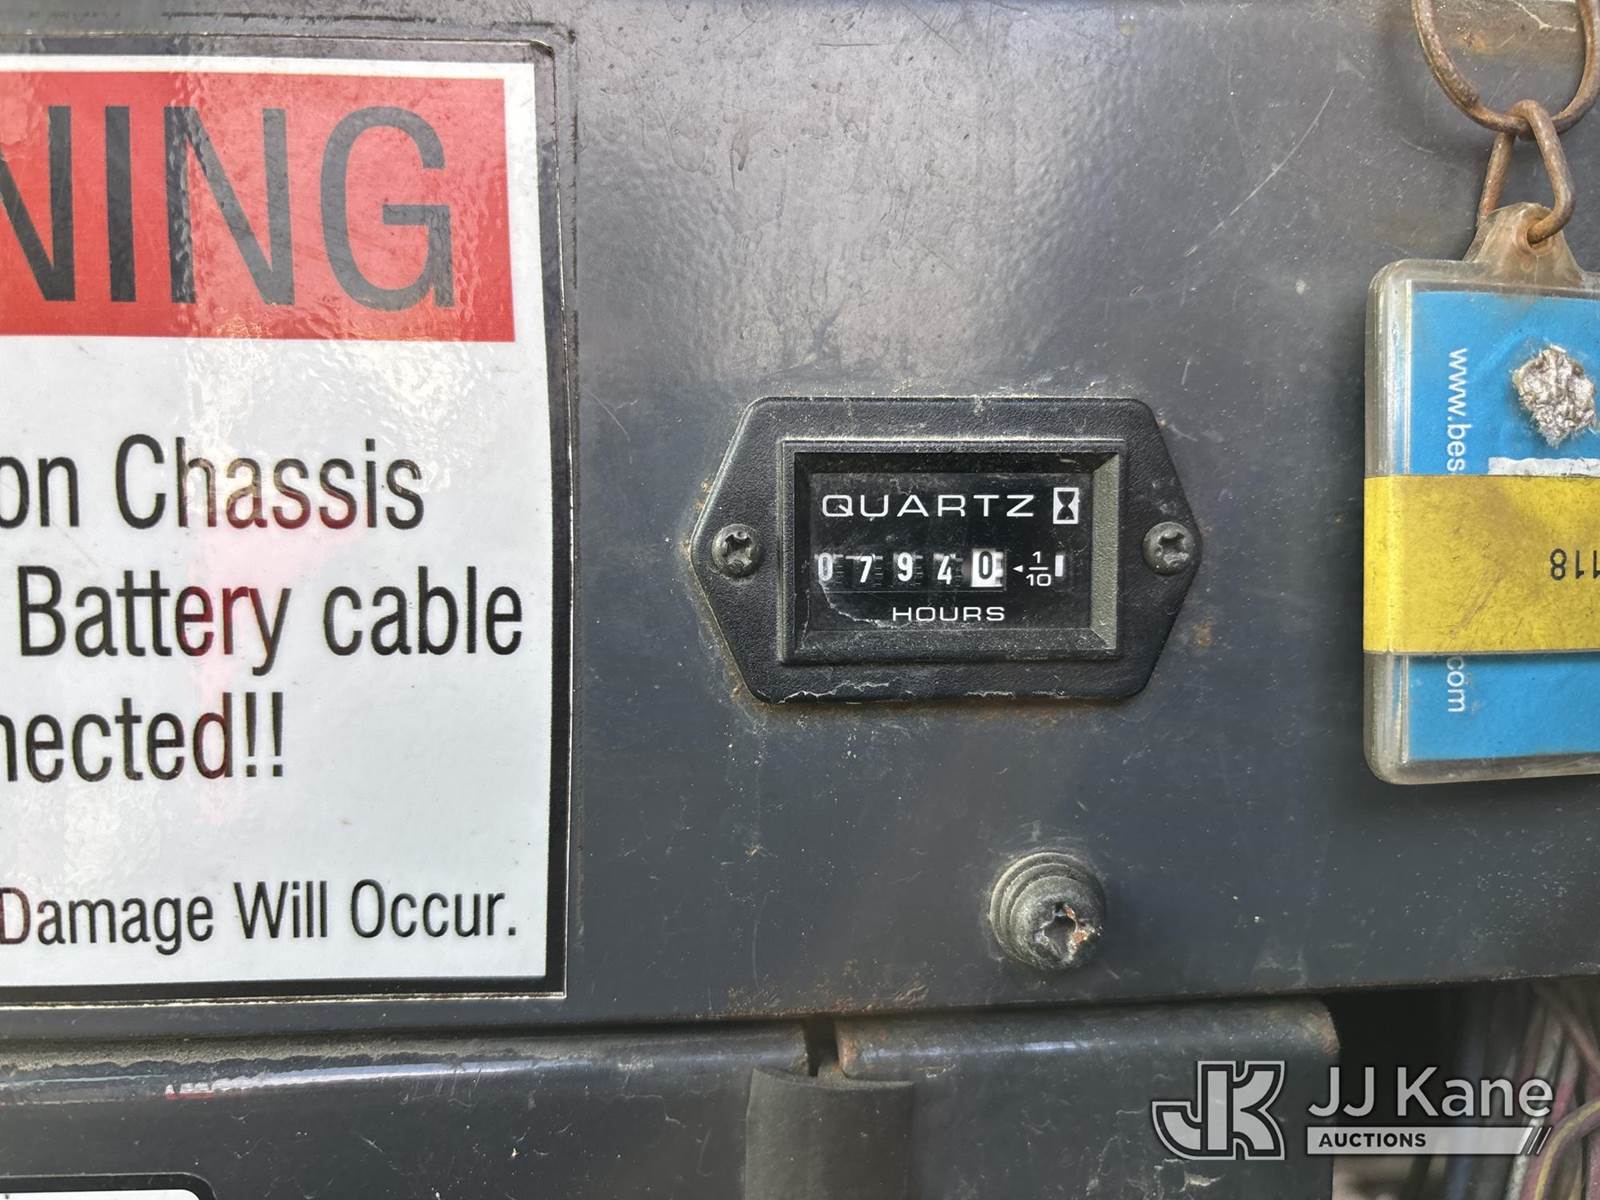 NING
on Chassis
Battery cable
nected!!
Damage Will Occur.
QUARTZ
07940 ◂1/10
HOURS
www.bes
.com
118
JK JJ Kane
AUCTIONS